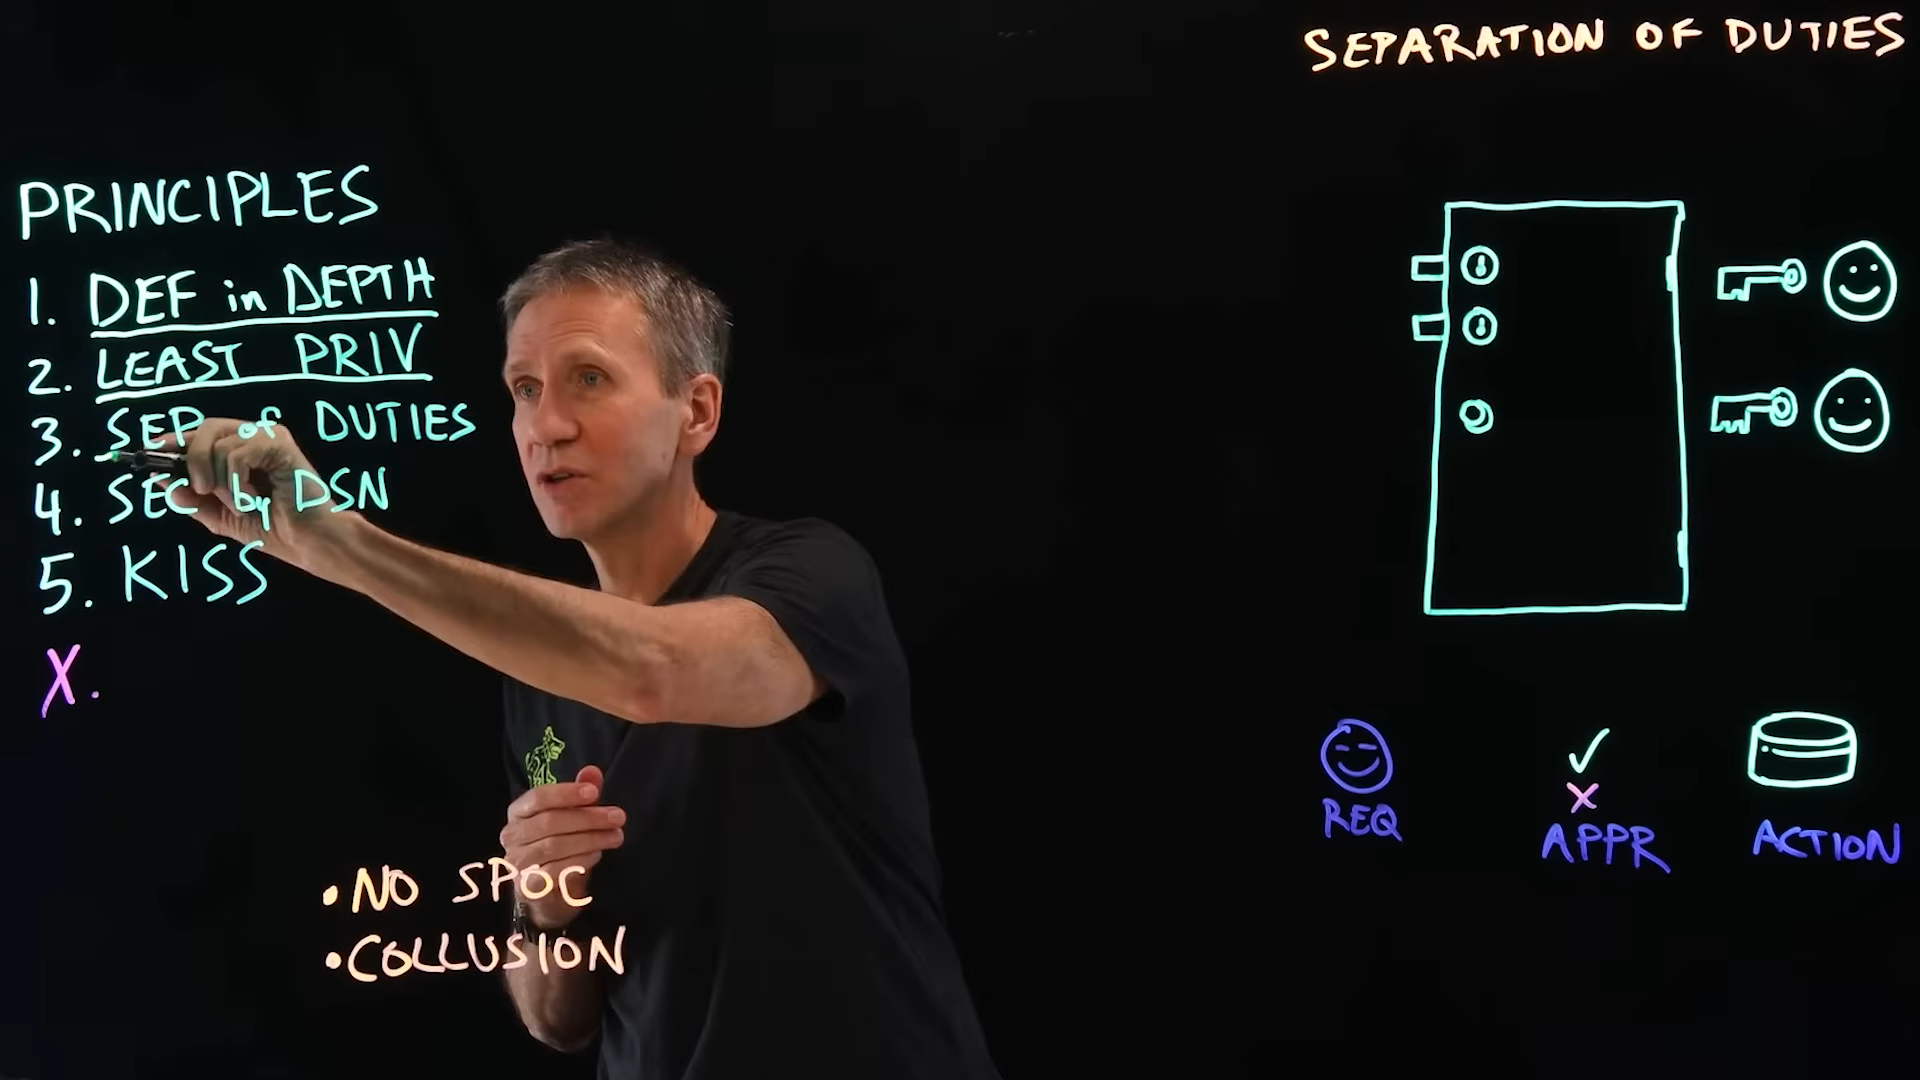 SEPARATION OF DUTIES
PRINCIPLES
1. DEF in DEPTH
2. LEAST PRIV
3. SEP of DUTIES
4. SEC by DSN
5. KISS
X.
REQ
✓
X
APPR
ACTION
• NO SPOC
• COLLUSION